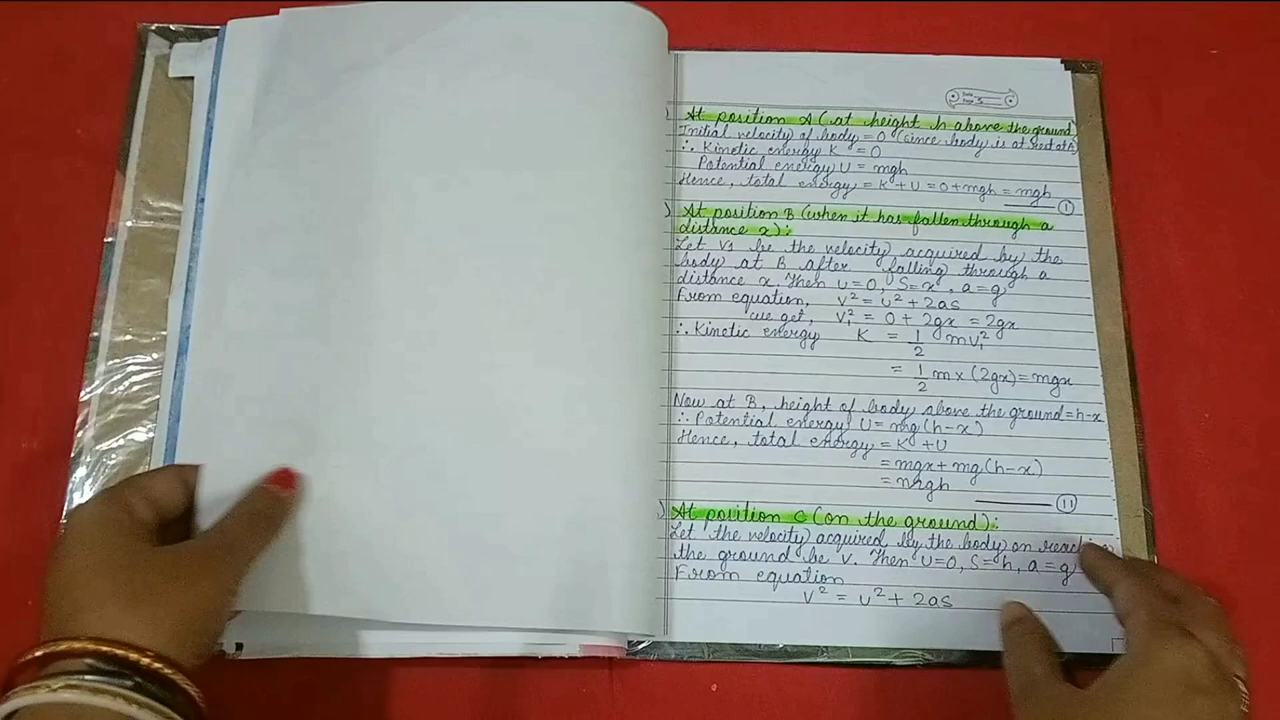 Date
Page 5
) At position A (at height h above the ground)
Initial velocity of body = 0 (since body is at rest at A)
∴ Kinetic energy K = 0
Potential energy U = mgh
Hence, total energy = K + U = 0 + mgh = mgh
(I)
) At position B (when it has fallen through a
distance x):
Let V1 be the velocity acquired by the
body at B after falling through a
distance x. Then u=0, S=x, a=g
From equation, V² = u² + 2as
we get, V₁² = 0 + 2gx = 2gx
∴ Kinetic energy K = 1/2 mV₁²
= 1/2 m x (2gx) = mgx
Now at B, height of body above the ground = h-x
∴ Potential energy U = mg(h-x)
Hence, total energy = K + U
= mgx + mg(h-x)
= mgh
(II)
) At position C (on the ground):
Let the velocity acquired by the body on
the ground be v. Then U=0, S=h, a=g
From equation
V² = u² + 2as